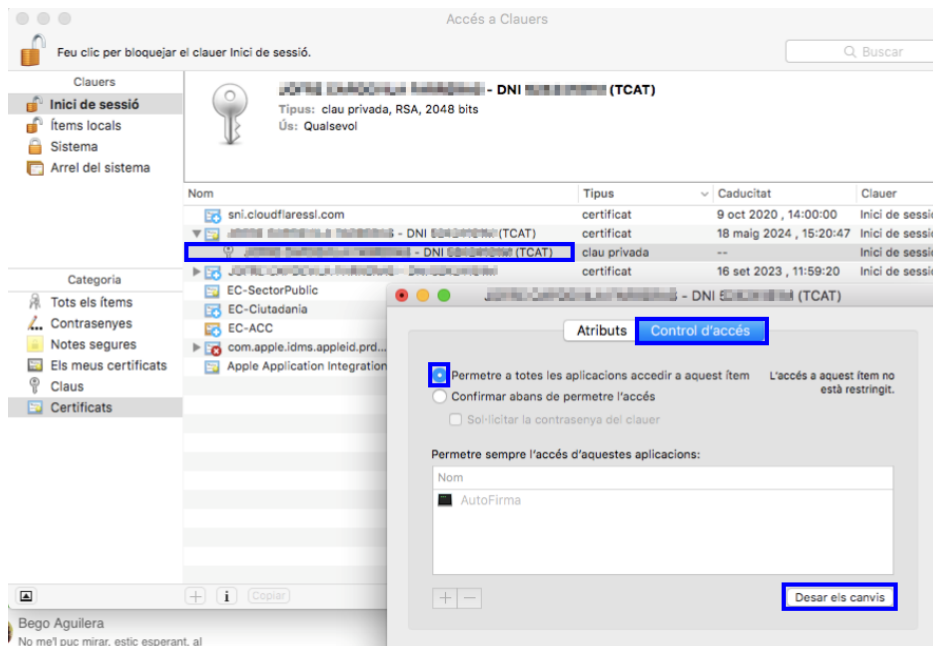 Accés a Clauers
Feu clic per bloquejar el clauer Inici de sessió.
Buscar
Clauers
Inici de sessió
Ítems locals
Sistema
Arrel del sistema
- DNI (TCAT)
Tipus: clau privada, RSA, 2048 bits
Ús: Qualsevol
Nom Tipus Caducitat Clauer
sni.cloudflaressl.com certificat 9 oct 2020 , 14:00:00 Inici de sessió
- DNI (TCAT) certificat 18 maig 2024 , 15:20:47 Inici de sessió
- DNI (TCAT) clau privada -- Inici de sessió
certificat 16 set 2023 , 11:59:20 Inici de sessió
EC-SectorPublic
EC-Ciutadania
EC-ACC
com.apple.idms.appleid.prd...
Apple Application Integration
Categoria
Tots els ítems
Contrasenyes
Notes segures
Els meus certificats
Claus
Certificats
- DNI (TCAT)
Atributs Control d'accés
Permetre a totes les aplicacions accedir a aquest ítem
L'accés a aquest ítem no
està restringit.
Confirmar abans de permetre l'accés
Sol·licitar la contrasenya del clauer
Permetre sempre l'accés d'aquestes aplicacions:
Nom
AutoFirma
+ −
Desar els canvis
+ i Copiar
Bego Aguilera
No me'l puc mirar, estic esperant, al